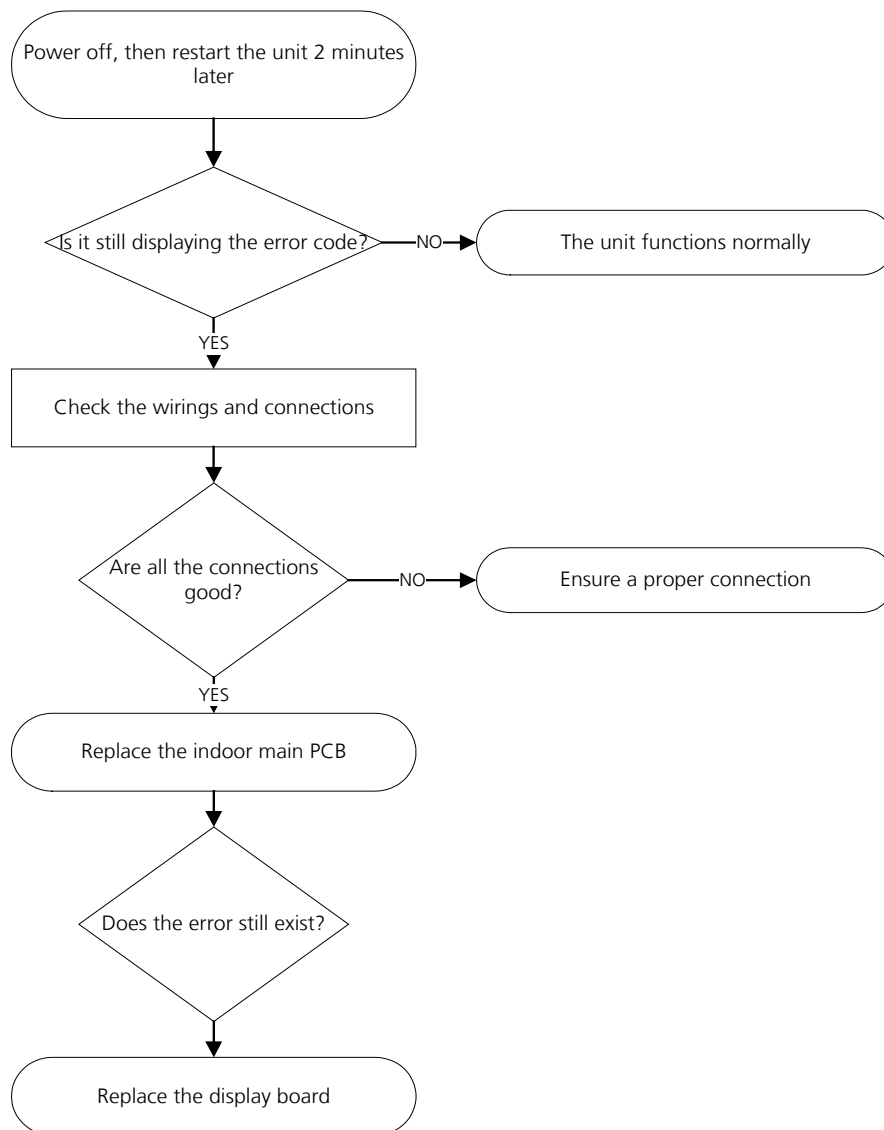 Power off, then restart the unit 2 minutes
later
Is it still displaying the error code?
NO
The unit functions normally
YES
Check the wirings and connections
Are all the connections
good?
NO
Ensure a proper connection
YES
Replace the indoor main PCB
Does the error still exist?
Replace the display board